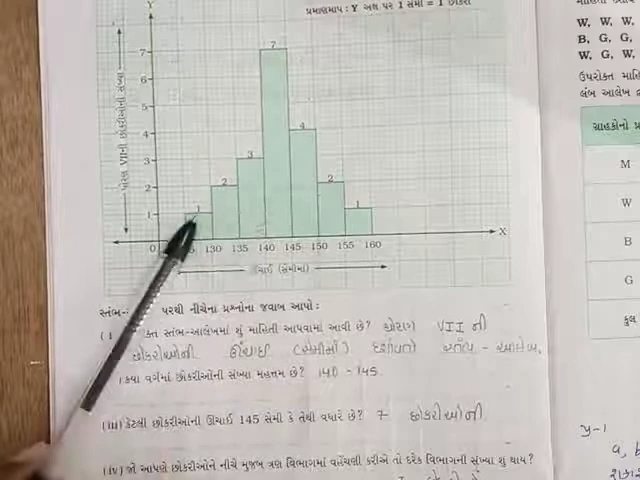 પ્રમાણમાપ : Y અક્ષ પર 1 સેમી = 1 છોકરી
Y
7
7
6
5
4
4
3
3
2
2
2
1
1
1
0
130 135 140 145 150 155 160
X
ધોરણ VIIની છોકરીઓની સંખ્યા
ઊંચાઈ (સેમીમાં)
સ્તંભ- પરથી નીચેના પ્રશ્નોના જવાબ આપો :
ક્ત સ્તંભ-આલેખમાં શું માહિતી આપવામાં આવી છે? ધોરણ VII ની
છોકરીઓની ઊંચાઈ (સેમીમાં) દર્શાવતો સ્તંભ - આલેખ.
કયા વર્ગમાં છોકરીઓની સંખ્યા મહત્તમ છે? 140 - 145
(iii) કેટલી છોકરીઓની ઊંચાઈ 145 સેમી કે તેથી વધારે છે? 7 છોકરીઓની
(iv) જો આપણે છોકરીઓને નીચે મુજબ ત્રણ વિભાગમાં વહેંચણી કરીએ તો દરેક વિભાગની સંખ્યા શું થાય?
W, W, W,
B, G, G,
W, G, W,
ઉપરોક્ત માહિ
લંબ આલેખ
ગ્રાહકોનો પ્ર
M
W
B
G
કુલ
y-1
a, b